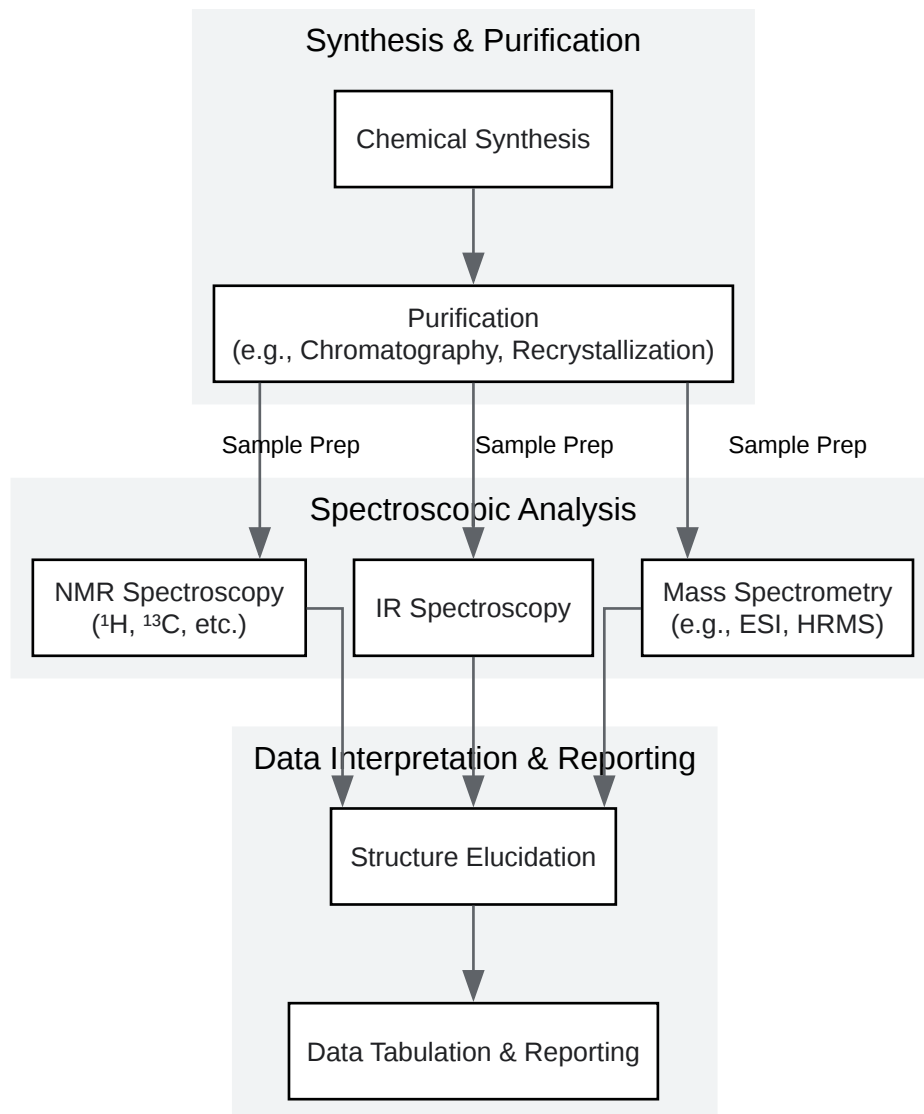 Synthesis & Purification
Chemical Synthesis
Purification
(e.g., Chromatography, Recrystallization)
Sample Prep
Sample Prep
Sample Prep
Spectroscopic Analysis
NMR Spectroscopy
(¹H, ¹³C, etc.)
IR Spectroscopy
Mass Spectrometry
(e.g., ESI, HRMS)
Data Interpretation & Reporting
Structure Elucidation
Data Tabulation & Reporting